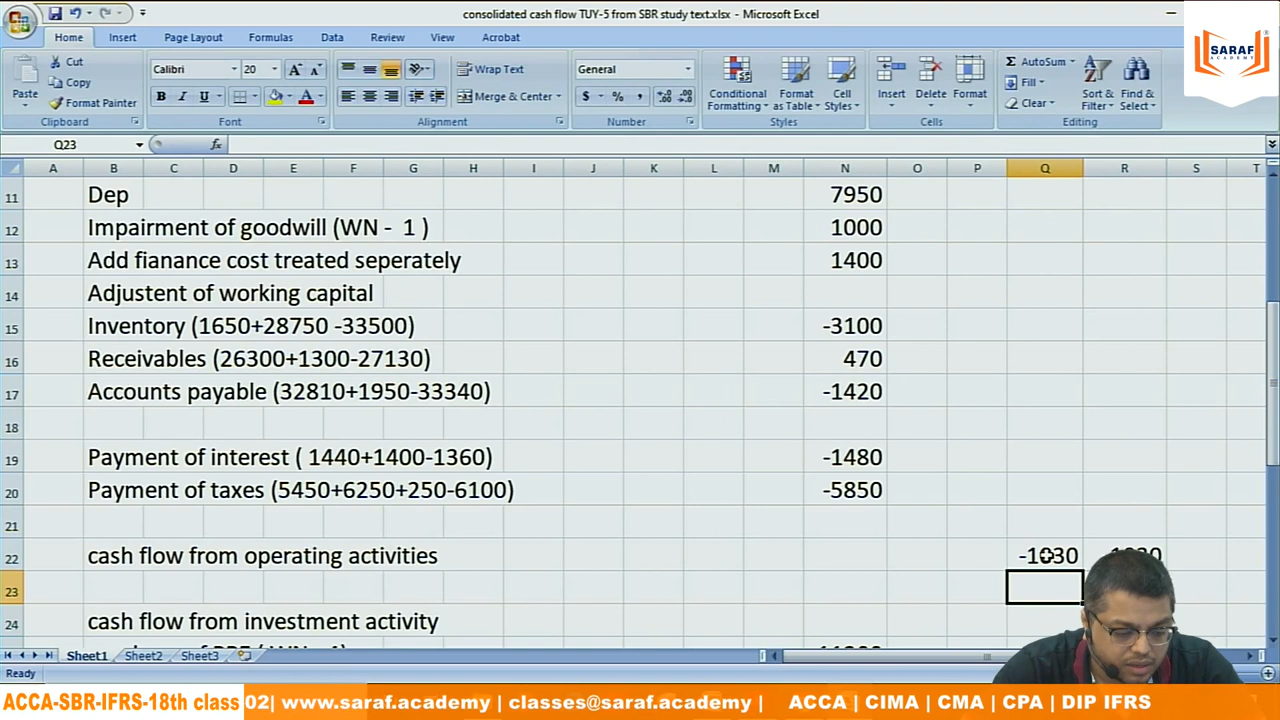 consolidated cash flow TUY-5 from SBR study text.xlsx - Microsoft Excel
Home Insert Page Layout Formulas Data Review View Acrobat
SARAF
ACADEMY
Paste
Cut
Copy
Format Painter
Clipboard
Calibri 20
B I U
Font
Wrap Text
Merge & Center
Alignment
General
$ % ,
Number
Conditional Formatting
Format as Table
Cell Styles
Styles
Insert Delete Format
Cells
Σ AutoSum
Fill
Clear
Sort & Filter
Find & Select
Editing
Q23 fx
A B C D E F G H I J K L M N O P Q R S T
11 Dep 7950
12 Impairment of goodwill (WN - 1 ) 1000
13 Add fianance cost treated seperately 1400
14 Adjustent of working capital
15 Inventory (1650+28750 -33500) -3100
16 Receivables (26300+1300-27130) 470
17 Accounts payable (32810+1950-33340) -1420
18
19 Payment of interest ( 1440+1400-1360) -1480
20 Payment of taxes (5450+6250+250-6100) -5850
21
22 cash flow from operating activities -1030
23
24 cash flow from investment activity
Sheet1 Sheet2 Sheet3
Ready
ACCA-SBR-IFRS-18th class 02| www.saraf.academy | classes@saraf.academy | ACCA | CIMA | CMA | CPA | DIP IFRS